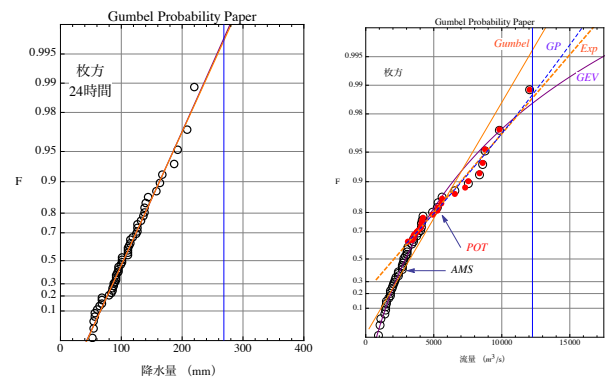 Gumbel Probability Paper
0.995
0.99
0.98
0.95
F
0.9
0.8
0.7
0.5
0.3
0.2
0.1
枚方
24時間
0
100
200
300
400
降水量 (mm)
Gumbel Probability Paper
0.995
0.99
0.98
0.95
F
0.9
0.8
0.7
0.5
0.3
0.2
0.1
枚方
Gumbel
GP
Exp
GEV
POT
AMS
0
5000
10000
15000
流量 (m³/s)